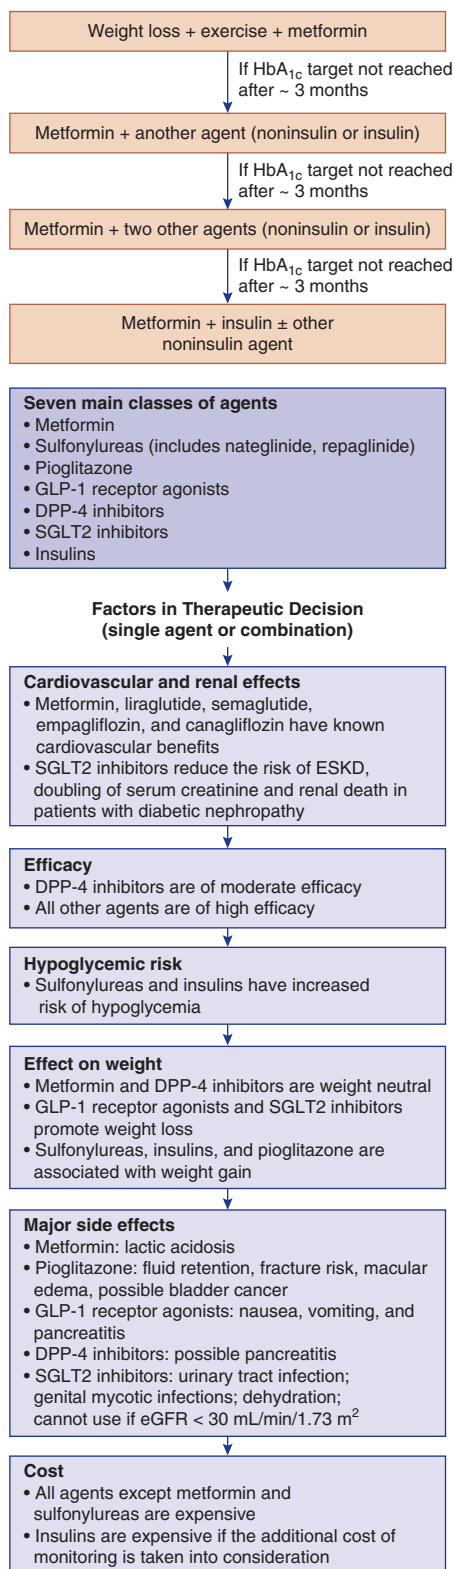 Weight loss + exercise + metformin
If HbA1c target not reached
after ~ 3 months
Metformin + another agent (noninsulin or insulin)
If HbA1c target not reached
after ~ 3 months
Metformin + two other agents (noninsulin or insulin)
If HbA1c target not reached
after ~ 3 months
Metformin + insulin ± other
noninsulin agent
Seven main classes of agents
• Metformin
• Sulfonylureas (includes nateglinide, repaglinide)
• Pioglitazone
• GLP-1 receptor agonists
• DPP-4 inhibitors
• SGLT2 inhibitors
• Insulins
Factors in Therapeutic Decision
(single agent or combination)
Cardiovascular and renal effects
• Metformin, liraglutide, semaglutide,
empagliflozin, and canagliflozin have known
cardiovascular benefits
• SGLT2 inhibitors reduce the risk of ESKD,
doubling of serum creatinine and renal death in
patients with diabetic nephropathy
Efficacy
• DPP-4 inhibitors are of moderate efficacy
• All other agents are of high efficacy
Hypoglycemic risk
• Sulfonylureas and insulins have increased
risk of hypoglycemia
Effect on weight
• Metformin and DPP-4 inhibitors are weight neutral
• GLP-1 receptor agonists and SGLT2 inhibitors
promote weight loss
• Sulfonylureas, insulins, and pioglitazone are
associated with weight gain
Major side effects
• Metformin: lactic acidosis
• Pioglitazone: fluid retention, fracture risk, macular
edema, possible bladder cancer
• GLP-1 receptor agonists: nausea, vomiting, and
pancreatitis
• DPP-4 inhibitors: possible pancreatitis
• SGLT2 inhibitors: urinary tract infection;
genital mycotic infections; dehydration;
cannot use if eGFR < 30 mL/min/1.73 m²
Cost
• All agents except metformin and
sulfonylureas are expensive
• Insulins are expensive if the additional cost of
monitoring is taken into consideration